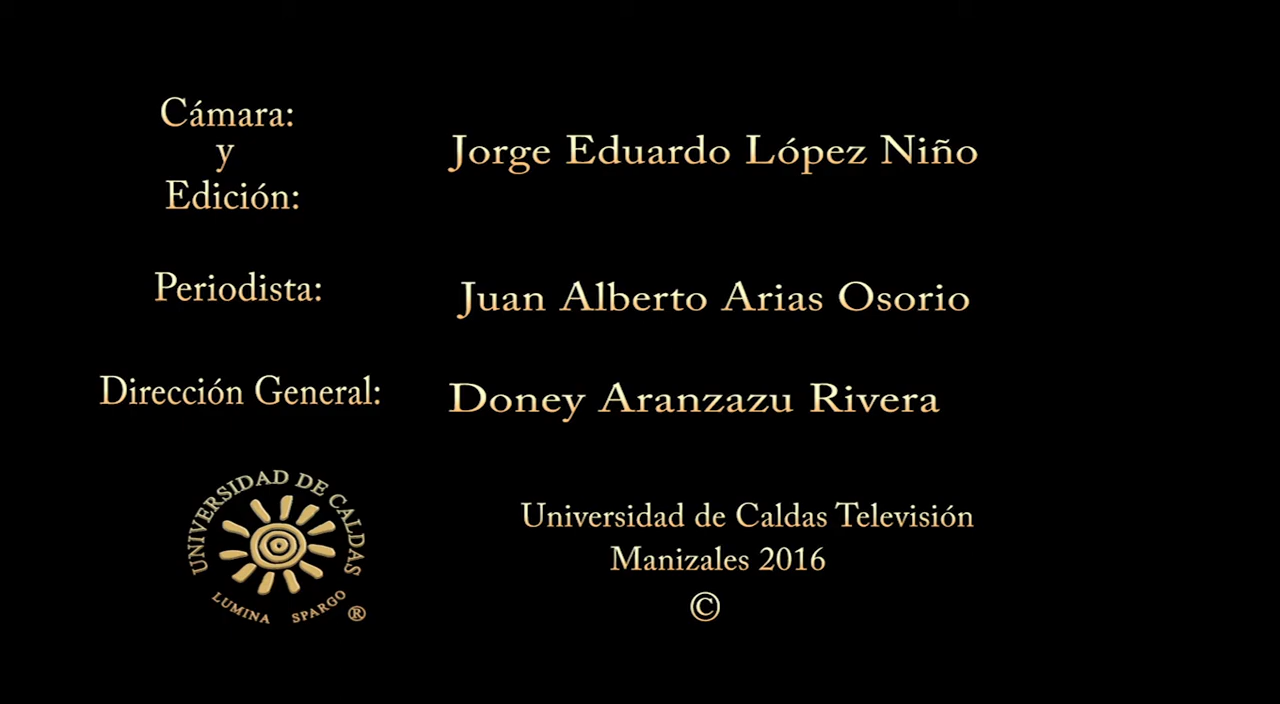 Cámara:
y
Edición:
Jorge Eduardo López Niño
Periodista:
Juan Alberto Arias Osorio
Dirección General:
Doney Aranzazu Rivera
UNIVERSIDAD DE CALDAS
LUMINA SPARGO ®
Universidad de Caldas Televisión
Manizales 2016
©